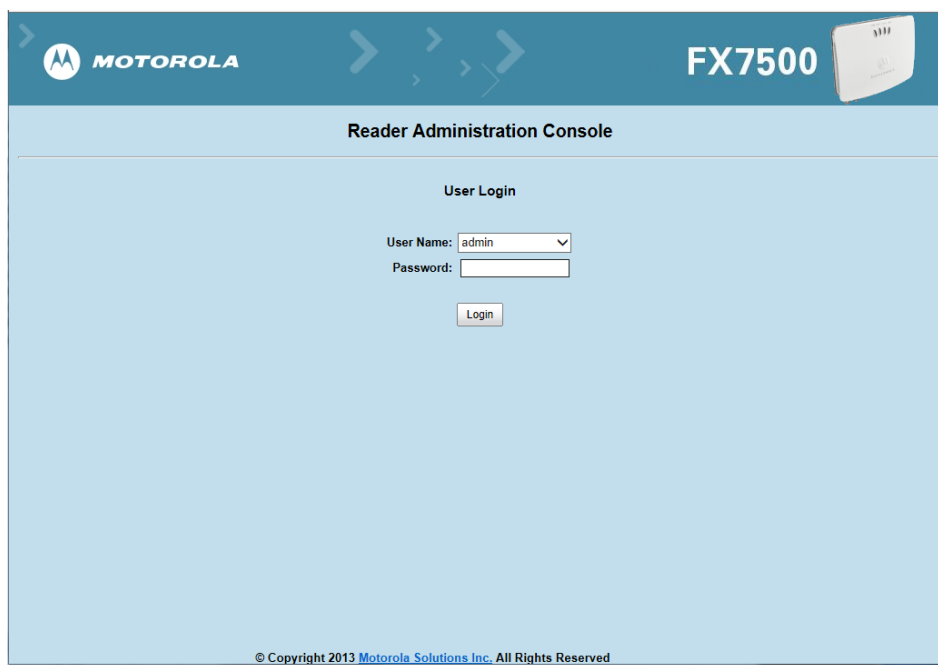 MOTOROLA
FX7500
Reader Administration Console
User Login
User Name: admin
Password:
Login
© Copyright 2013 Motorola Solutions Inc. All Rights Reserved